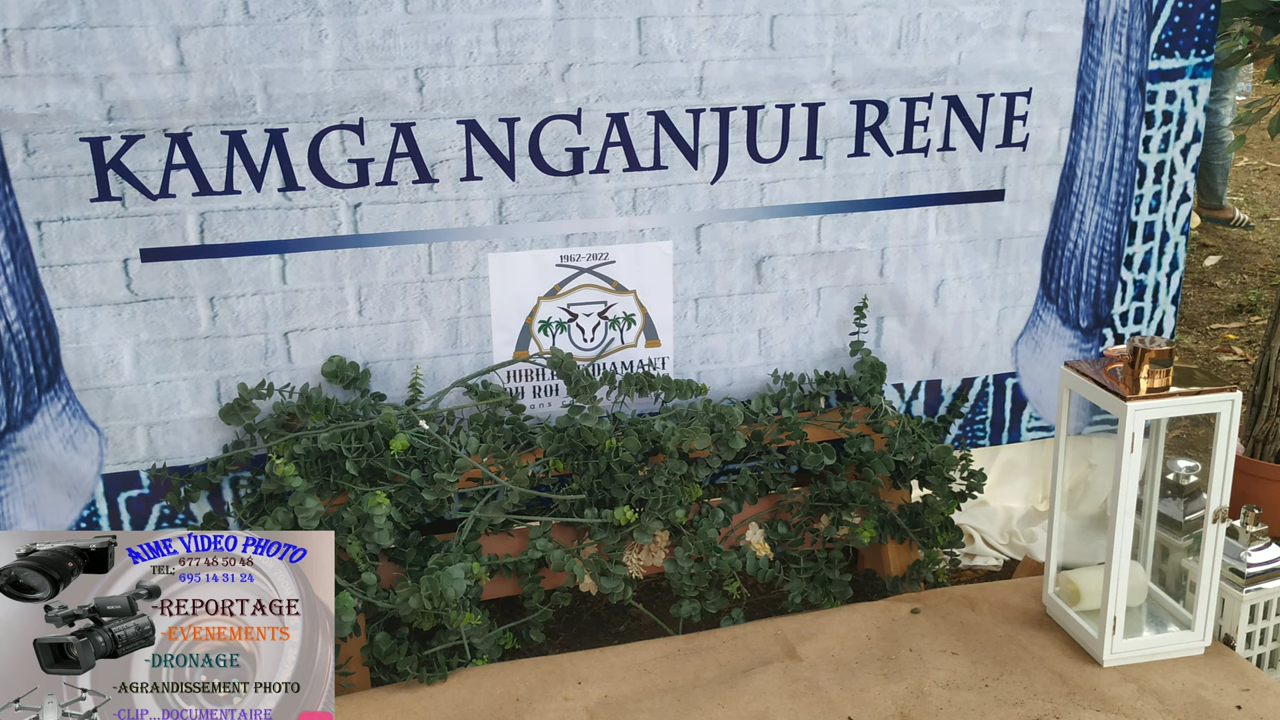 KAMGA NGANJUI RENE
1962-2022
JUBILE DIAMANT
ROI
ans
AIME VIDEO PHOTO
TEL: 677 48 50 48
695 14 31 24
-REPORTAGE
-EVENEMENTS
-DRONAGE
-AGRANDISSEMENT PHOTO
-CLIP...DOCUMENTAIRE